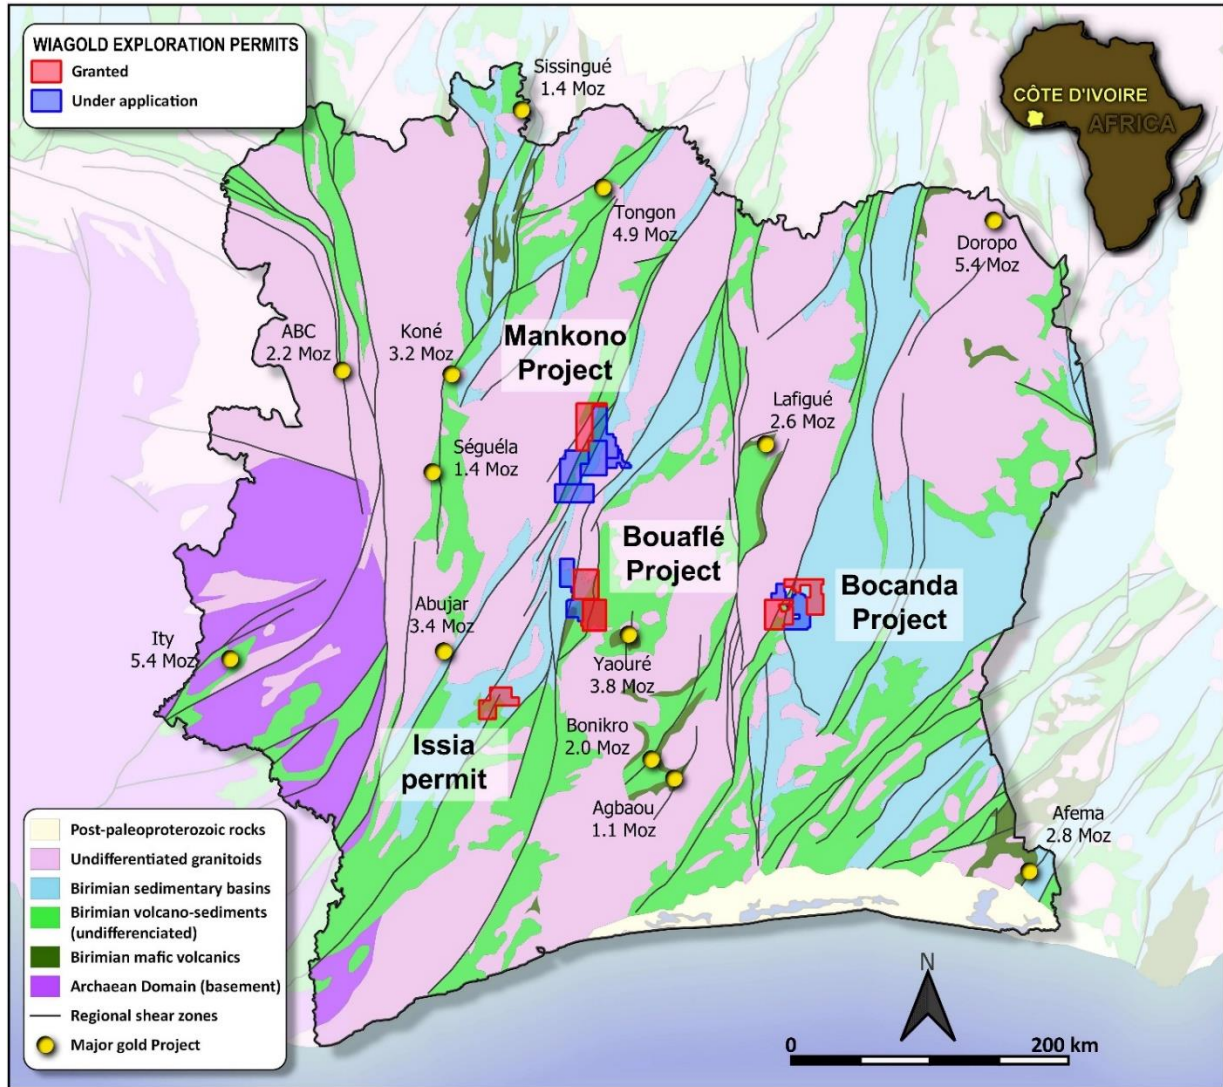 WIAGOLD EXPLORATION PERMITS
Granted
Under application
Sissingué
1.4 Moz
CÔTE D'IVOIRE
AFRICA
Tongon
4.9 Moz
Doropo
5.4 Moz
ABC
2.2 Moz
Koné
3.2 Moz
Mankono
Project
Lafigué
2.6 Moz
Séguéla
1.4 Moz
Bouaflé
Project
Bocanda
Project
Abujar
3.4 Moz
Ity
5.4 Moz
Yaouré
3.8 Moz
Issia
permit
Bonikro
2.0 Moz
Agbaou
1.1 Moz
Afema
2.8 Moz
Post-paleoproterozoic rocks
Undifferentiated granitoids
Birimian sedimentary basins
Birimian volcano-sediments
(undifferenciated)
Birimian mafic volcanics
Archaean Domain (basement)
Regional shear zones
Major gold Project
N
0 200 km